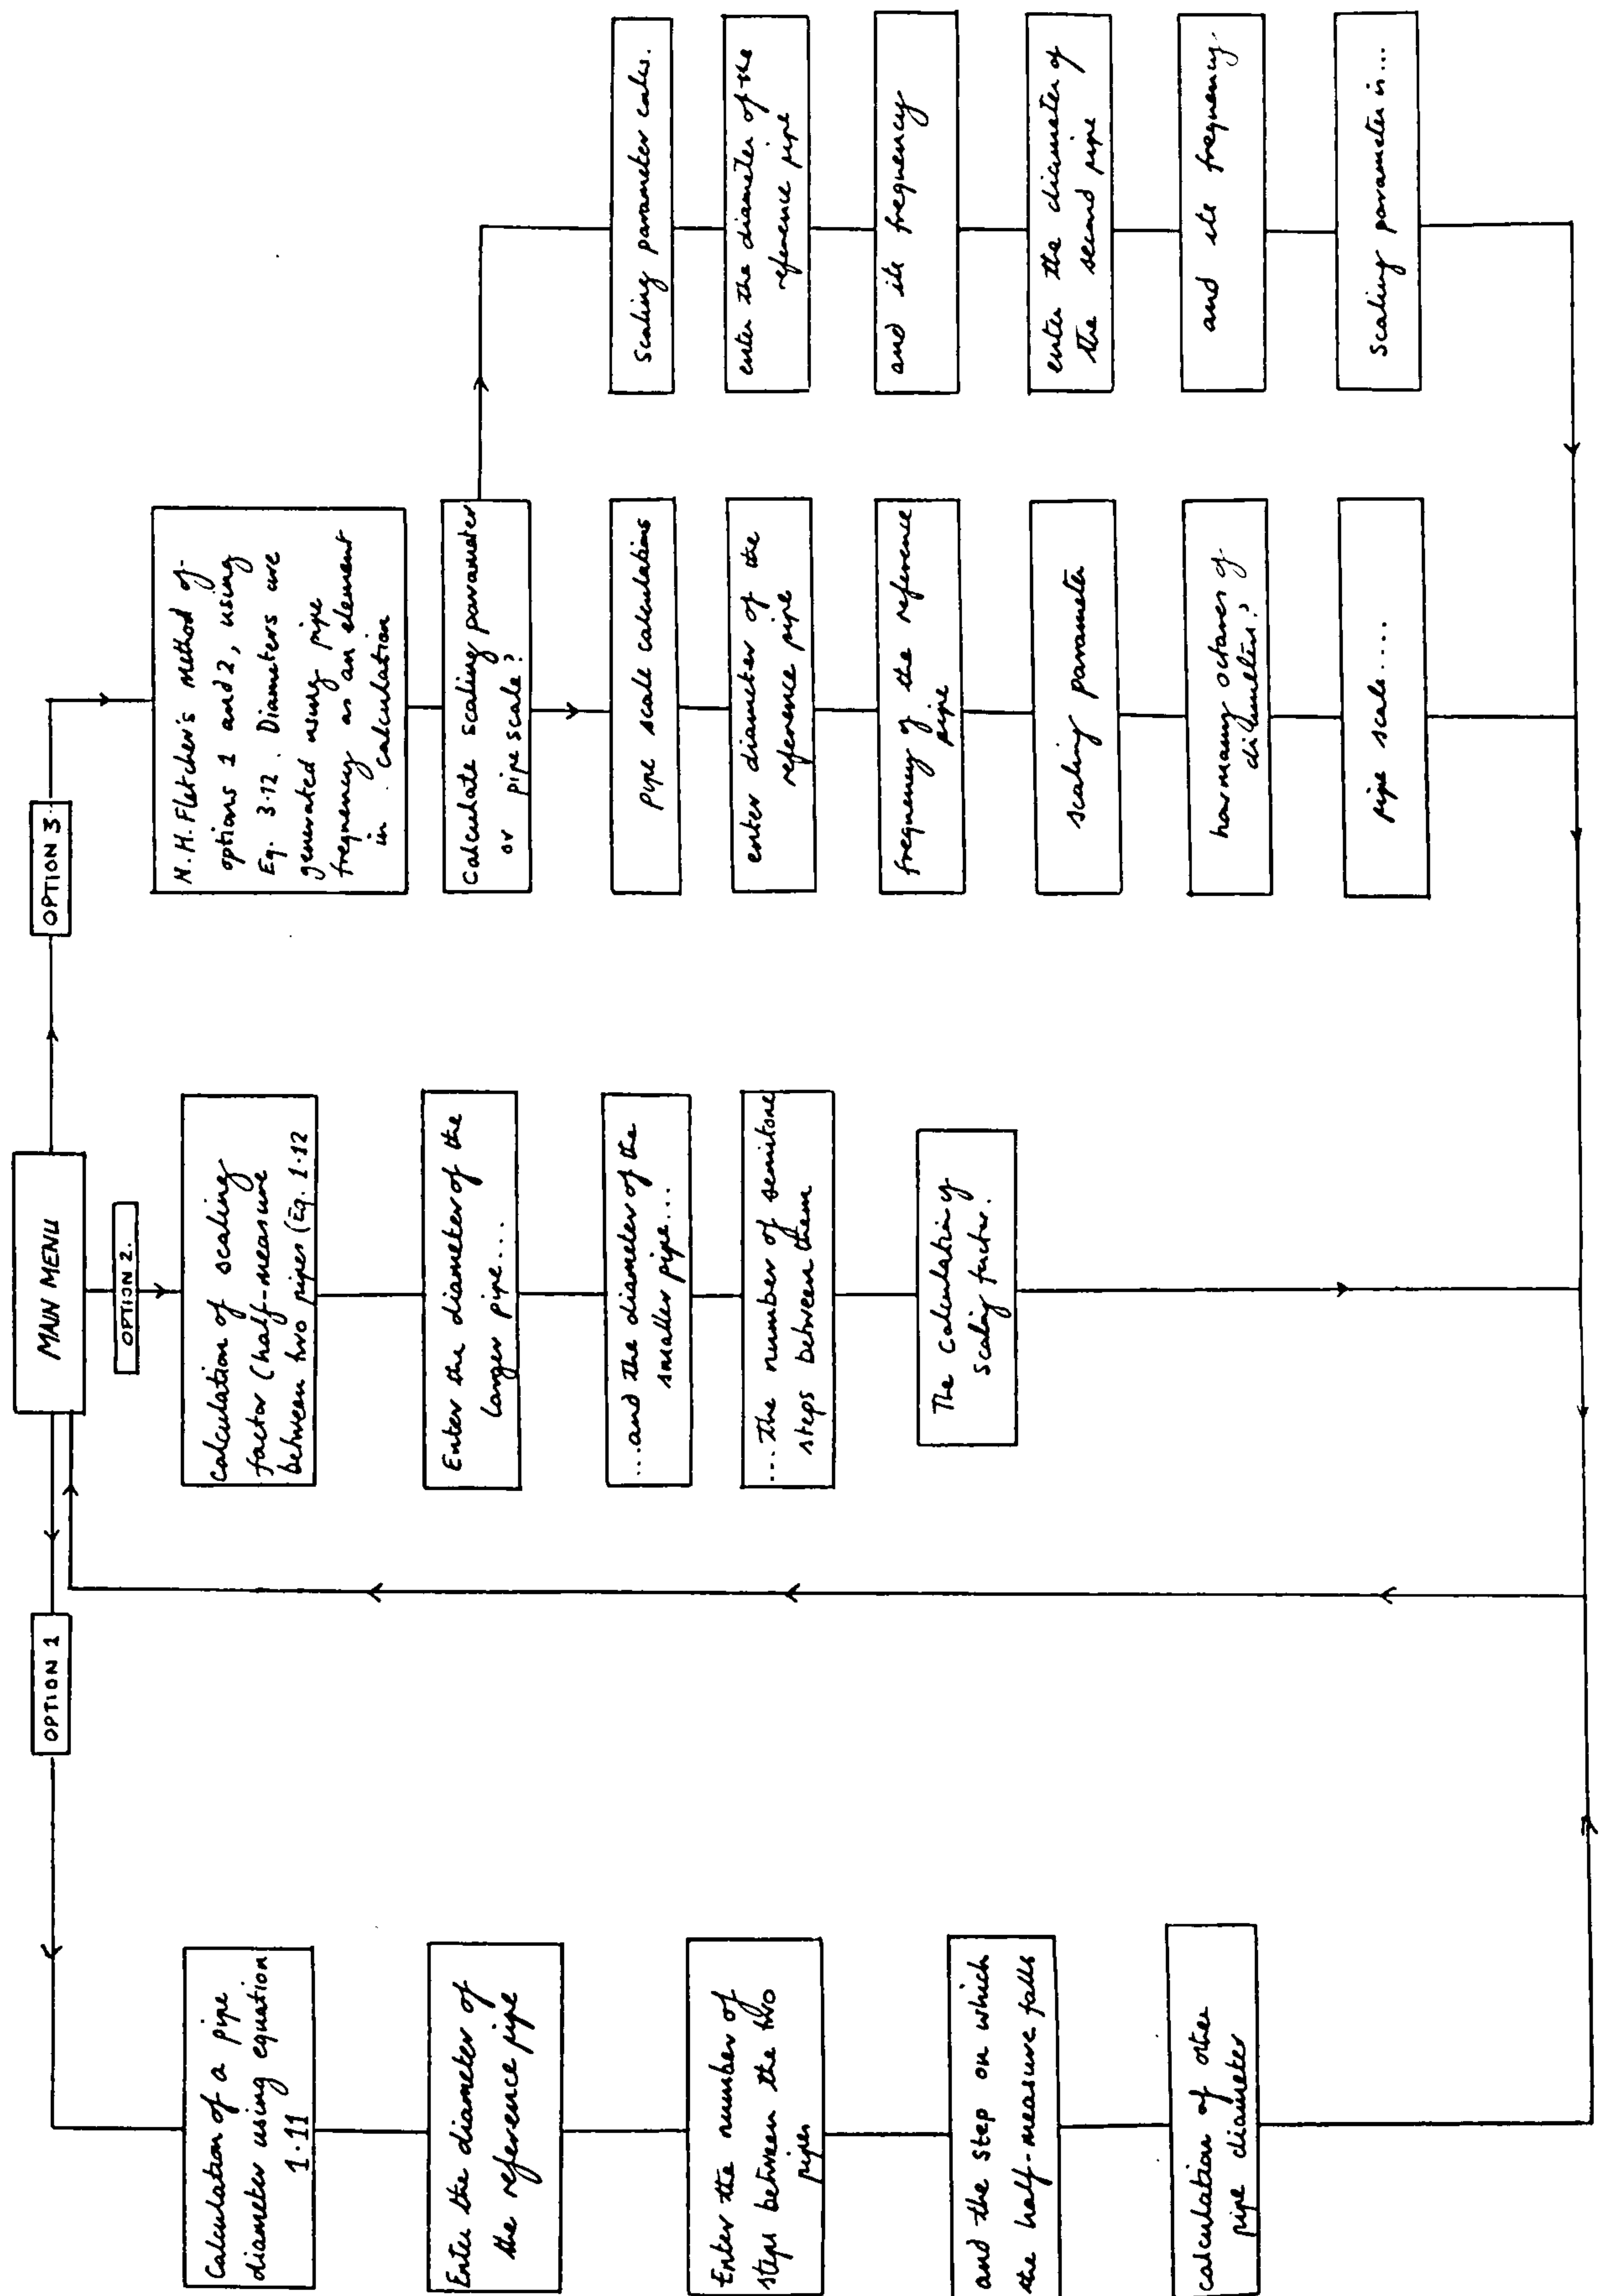 MAIN MENU
OPTION 1
Calculation of a pipe
diameter using equation
1.11
Enter the diameter of
the reference pipe
Enter the number of
steps between the two
pipes
and the step on which
the half-measure falls
calculation of other
pipe diameter
OPTION 2.
calculation of scaling
factor (half-measure
between two pipes (Eq. 1.12
Enter the diameter of the
larger pipe...
...and the diameter of the
smaller pipe...
....the number of semitone
steps between them
The calculation of
scaling factor.
OPTION 3.
N.H.Fletcher's method of
options 1 and 2, using
Eq. 3.12. Diameters are
generated using pipe
frequency as an element
in calculation
calculate scaling parameter
or pipe scale?
pipe scale calculations
enter diameter of the
reference pipe
frequency of the reference
pipe
scaling parameter
how many octaves of
pipe scale.....
scaling parameter calcs.
enter the diameter of the
reference pipe
and its frequency
enter the diameter of
the second pipe
and its frequency.
scaling parameter is...